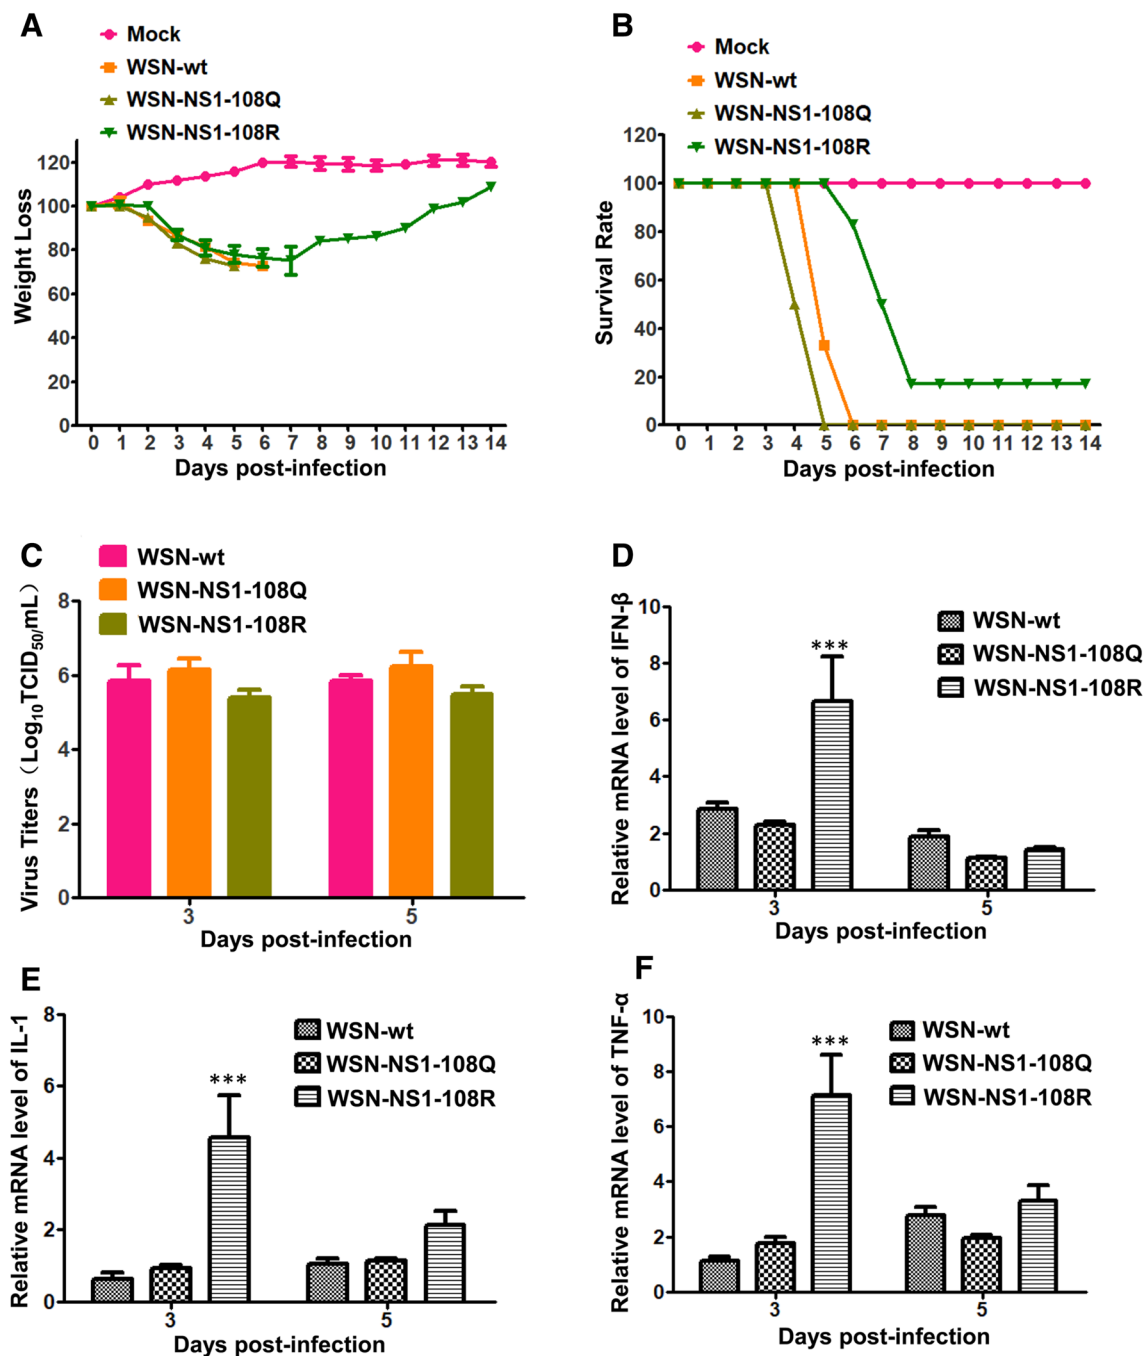 A
Mock
WSN-wt
WSN-NS1-108Q
WSN-NS1-108R
Weight Loss
120
100
80
60
40
20
0
0 1 2 3 4 5 6 7 8 9 10 11 12 13 14
Days post-infection
B
Mock
WSN-wt
WSN-NS1-108Q
WSN-NS1-108R
Survival Rate
120
100
80
60
40
20
0
0 1 2 3 4 5 6 7 8 9 10 11 12 13 14
Days post-infection
C
WSN-wt
WSN-NS1-108Q
WSN-NS1-108R
Virus Titers（Log10TCID50/mL）
8
6
4
2
0
3 5
Days post-infection
D
WSN-wt
WSN-NS1-108Q
WSN-NS1-108R
Relative mRNA level of IFN-β
10
8
6
4
2
0
***
3 5
Days post-infection
E
WSN-wt
WSN-NS1-108Q
WSN-NS1-108R
Relative mRNA level of IL-1
8
6
4
2
0
***
3 5
Days post-infection
F
WSN-wt
WSN-NS1-108Q
WSN-NS1-108R
Relative mRNA level of TNF-α
10
8
6
4
2
0
***
3 5
Days post-infection